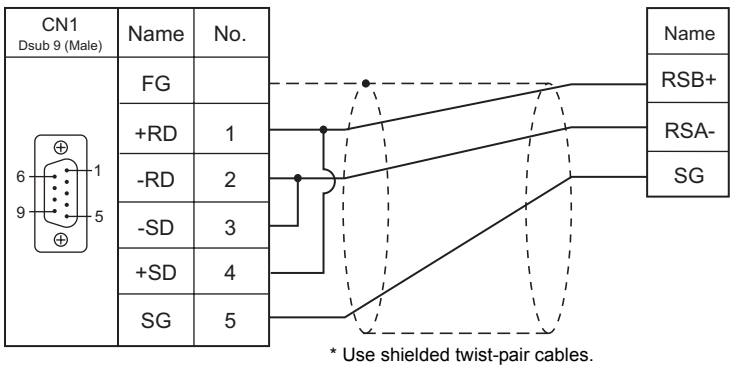 CN1
Dsub 9 (Male)
Name No.
FG
+RD 1
-RD 2
-SD 3
+SD 4
SG 5
6 1
9 5
Name
RSB+
RSA-
SG
* Use shielded twist-pair cables.